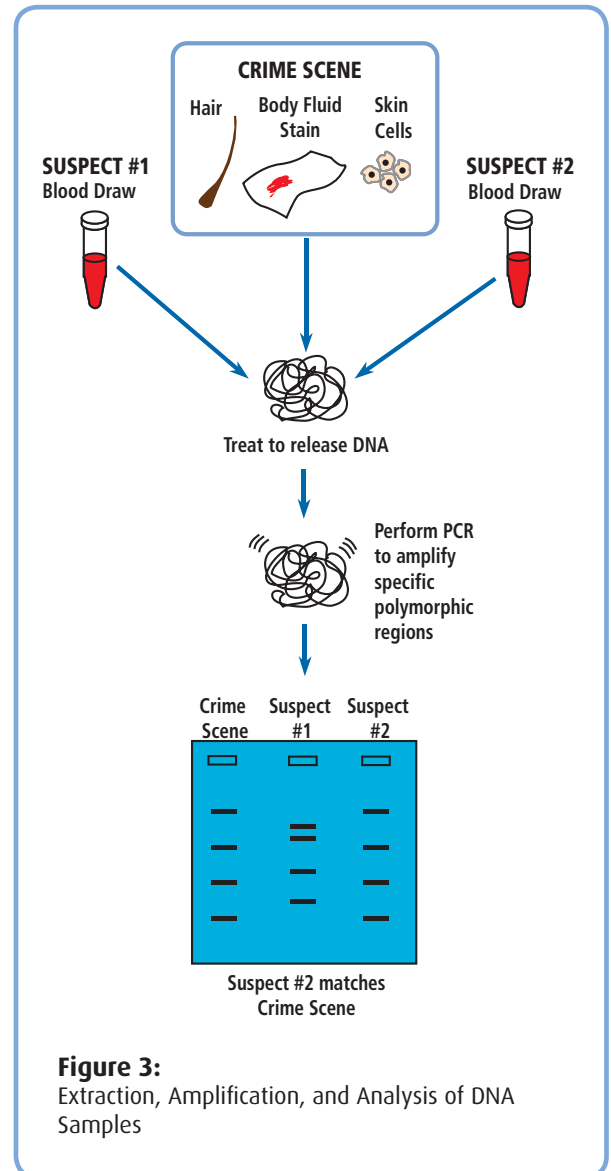 CRIME SCENE
Hair
Body Fluid
Stain
Skin
Cells
SUSPECT #1
Blood Draw
SUSPECT #2
Blood Draw
Treat to release DNA
Perform PCR
to amplify
specific
polymorphic
regions
Crime
Scene
Suspect
#1
Suspect
#2
Suspect #2 matches
Crime Scene
Figure 3:
Extraction, Amplification, and Analysis of DNA
Samples